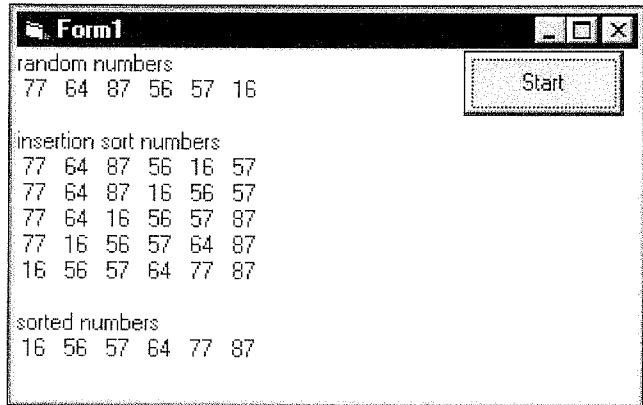 Form1
random numbers
77 64 87 56 57 16
Start
insertion sort numbers
77 64 87 56 16 57
77 64 87 16 56 57
77 64 16 56 57 87
77 16 56 57 64 87
16 56 57 64 77 87
sorted numbers
16 56 57 64 77 87